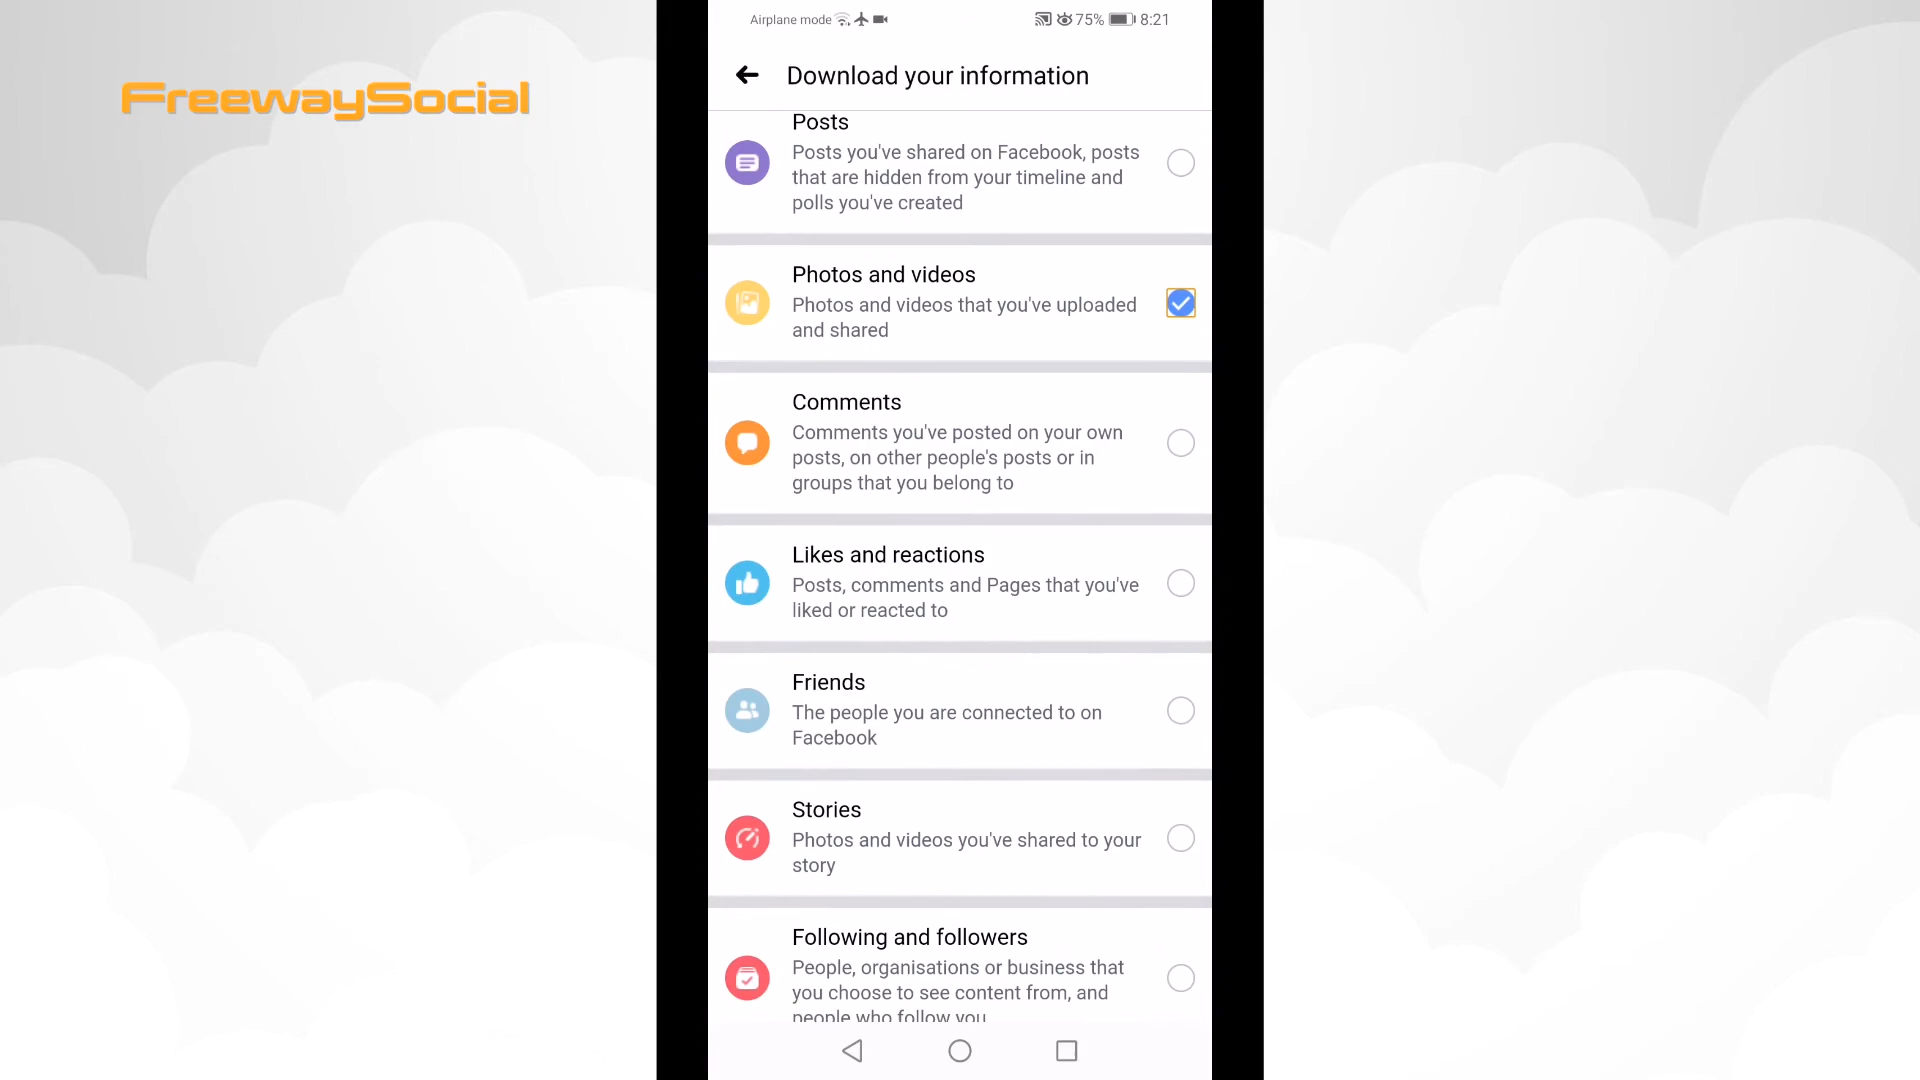 Airplane mode
75% 8:21
FreewaySocial
Download your information
Posts
Posts you've shared on Facebook, posts
that are hidden from your timeline and
polls you've created
Photos and videos
Photos and videos that you've uploaded
and shared
Comments
Comments you've posted on your own
posts, on other people's posts or in
groups that you belong to
Likes and reactions
Posts, comments and Pages that you've
liked or reacted to
Friends
The people you are connected to on
Facebook
Stories
Photos and videos you've shared to your
story
Following and followers
People, organisations or business that
you choose to see content from, and
people who follow you